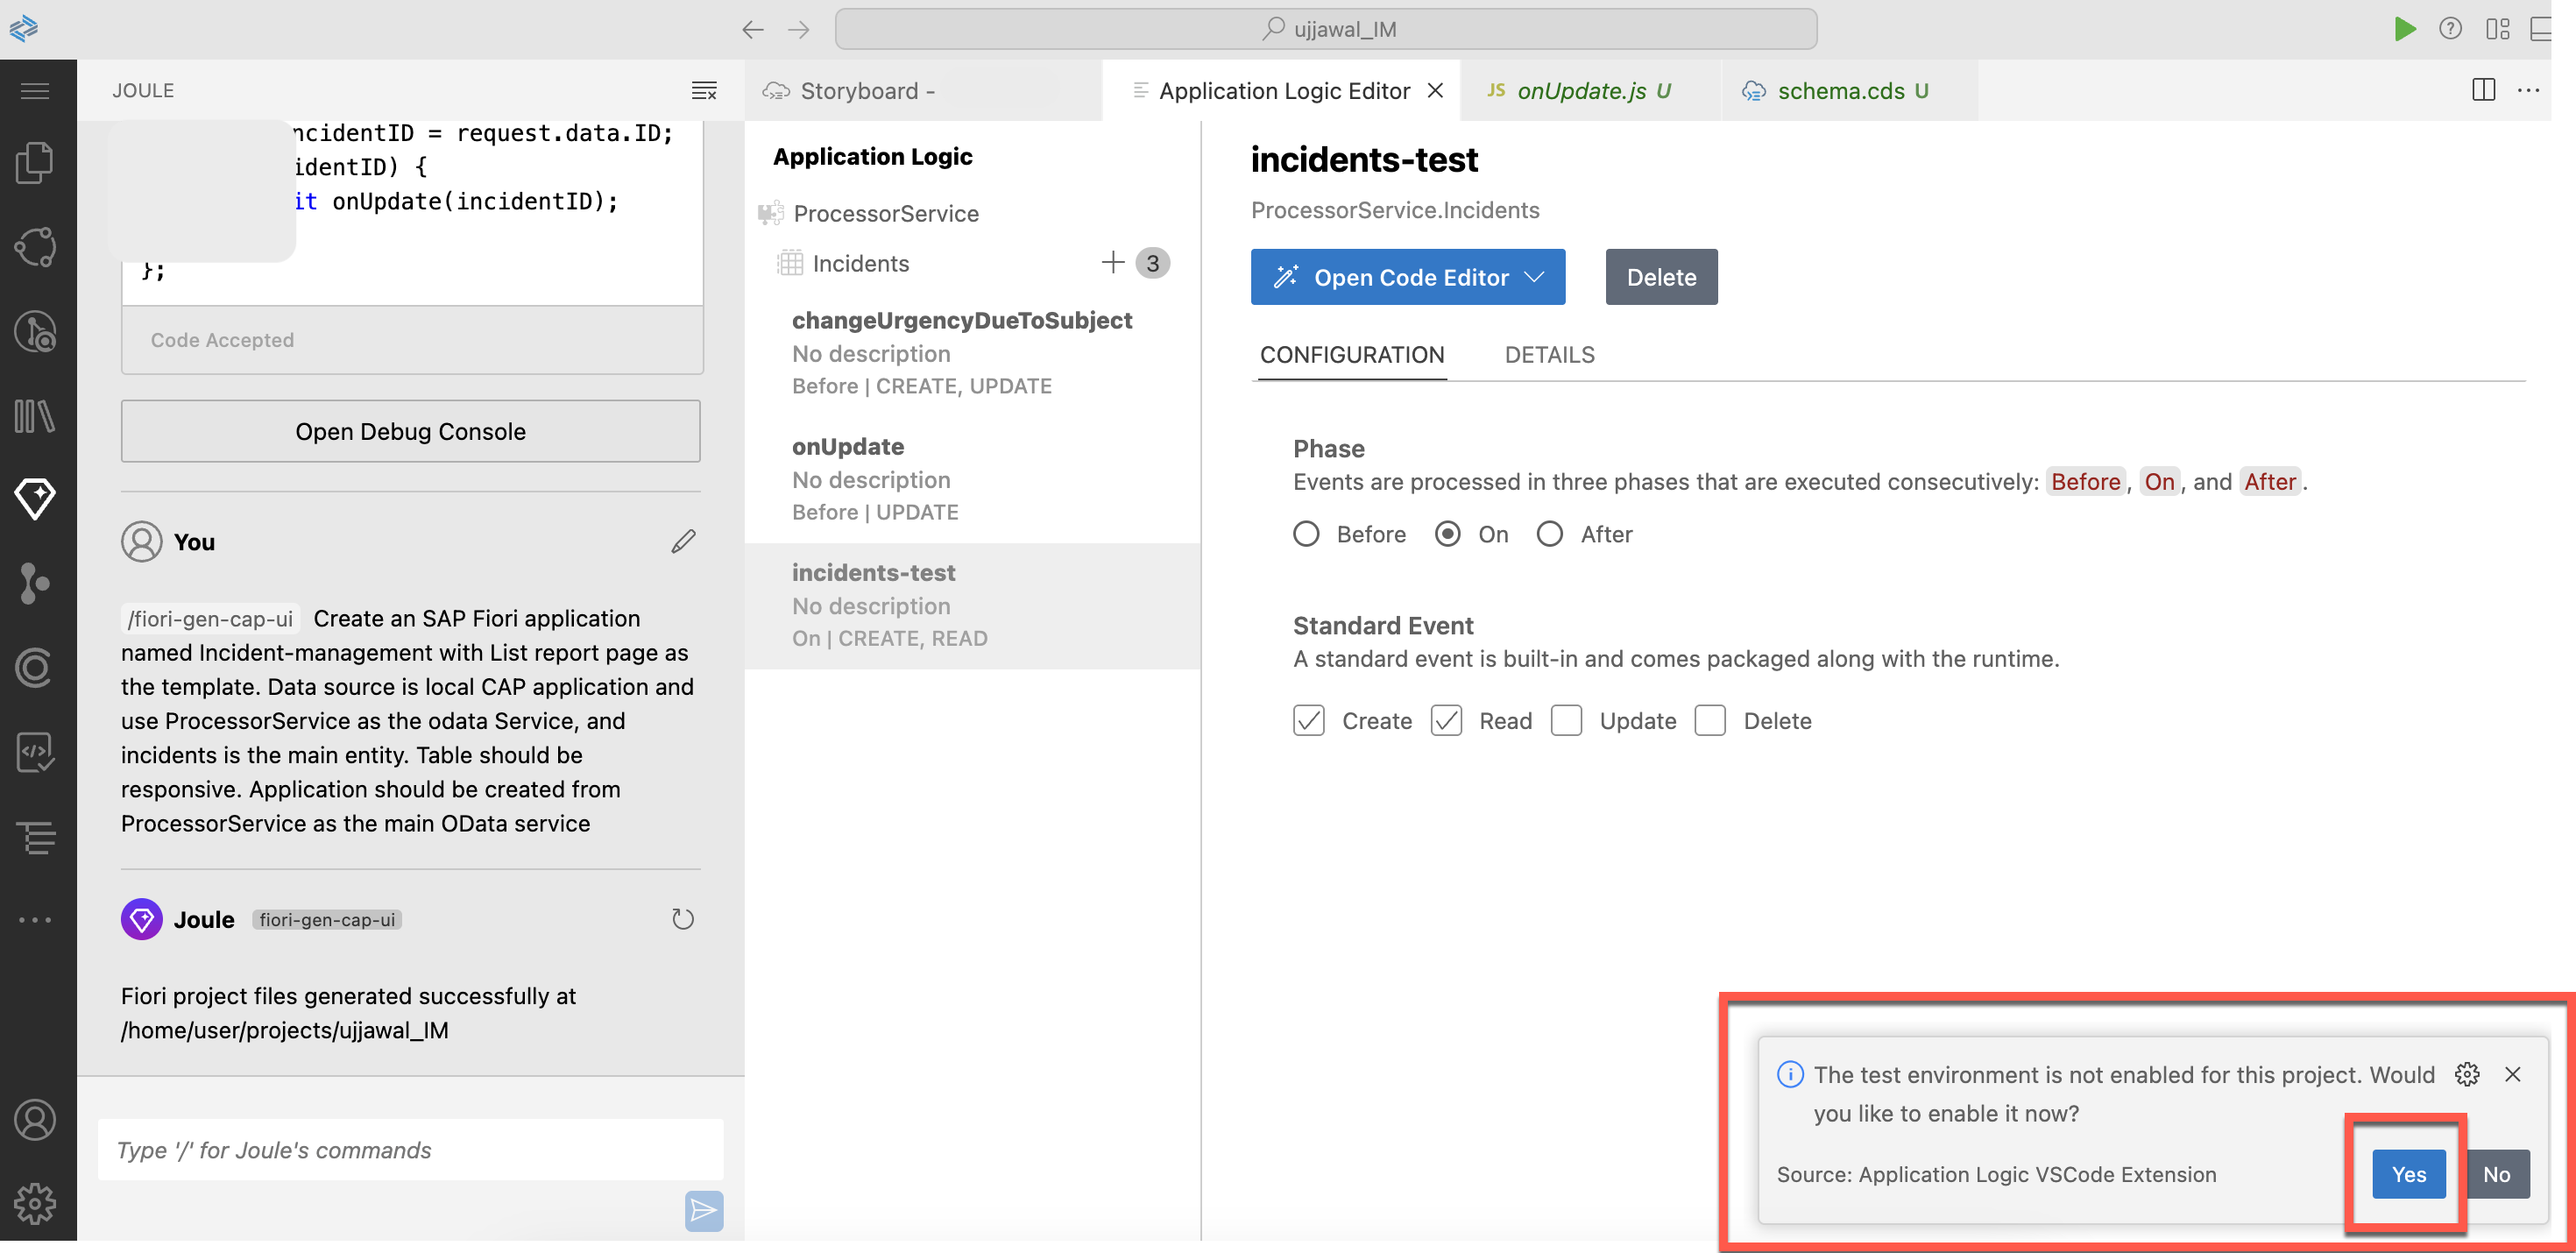 ujjawal_IM
JOULE
Storyboard -
Application Logic Editor
JS onUpdate.js U
schema.cds U
ncidentID = request.data.ID;
identID) {
it onUpdate(incidentID);
};
Code Accepted
Open Debug Console
You
/fiori-gen-cap-ui Create an SAP Fiori application
named Incident-management with List report page as
the template. Data source is local CAP application and
use ProcessorService as the odata Service, and
incidents is the main entity. Table should be
responsive. Application should be created from
ProcessorService as the main OData service
Joule fiori-gen-cap-ui
Fiori project files generated successfully at
/home/user/projects/ujjawal_IM
Type '/' for Joule's commands
Application Logic
ProcessorService
Incidents 3
changeUrgencyDueToSubject
No description
Before | CREATE, UPDATE
onUpdate
No description
Before | UPDATE
incidents-test
No description
On | CREATE, READ
incidents-test
ProcessorService.Incidents
Open Code Editor
Delete
CONFIGURATION DETAILS
Phase
Events are processed in three phases that are executed consecutively: Before, On, and After.
Before On After
Standard Event
A standard event is built-in and comes packaged along with the runtime.
Create Read Update Delete
The test environment is not enabled for this project. Would
you like to enable it now?
Source: Application Logic VSCode Extension
Yes No